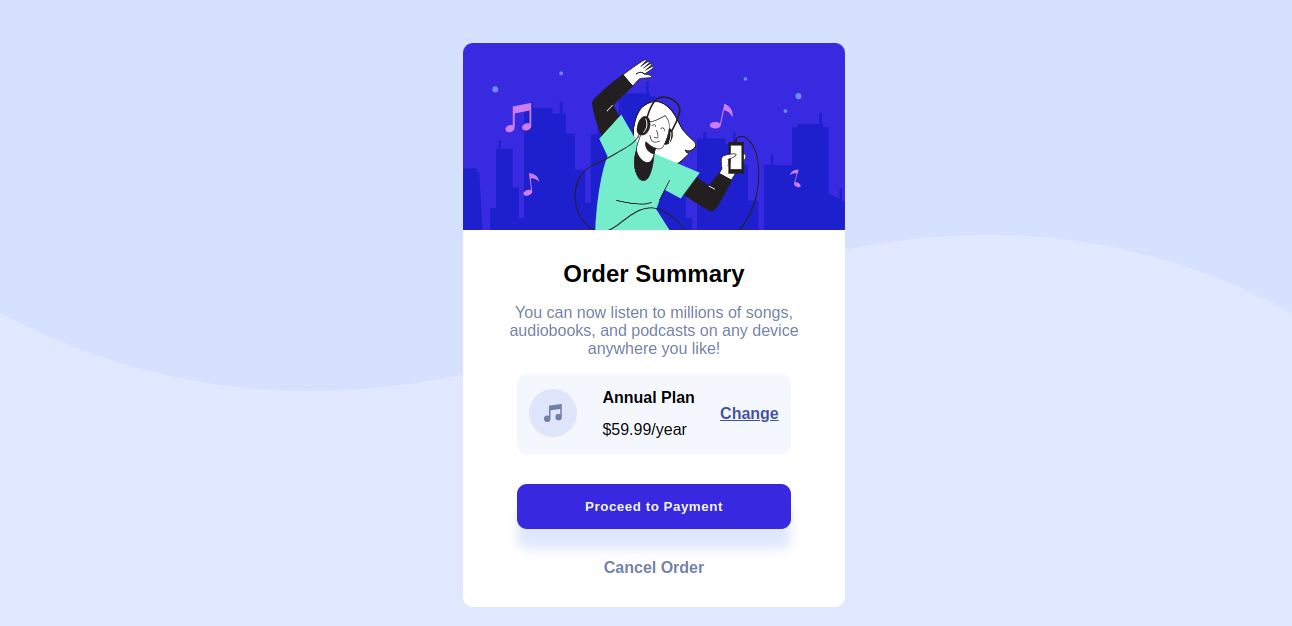 Order Summary
You can now listen to millions of songs,
audiobooks, and podcasts on any device
anywhere you like!
Annual Plan
$59.99/year
Change
Proceed to Payment
Cancel Order